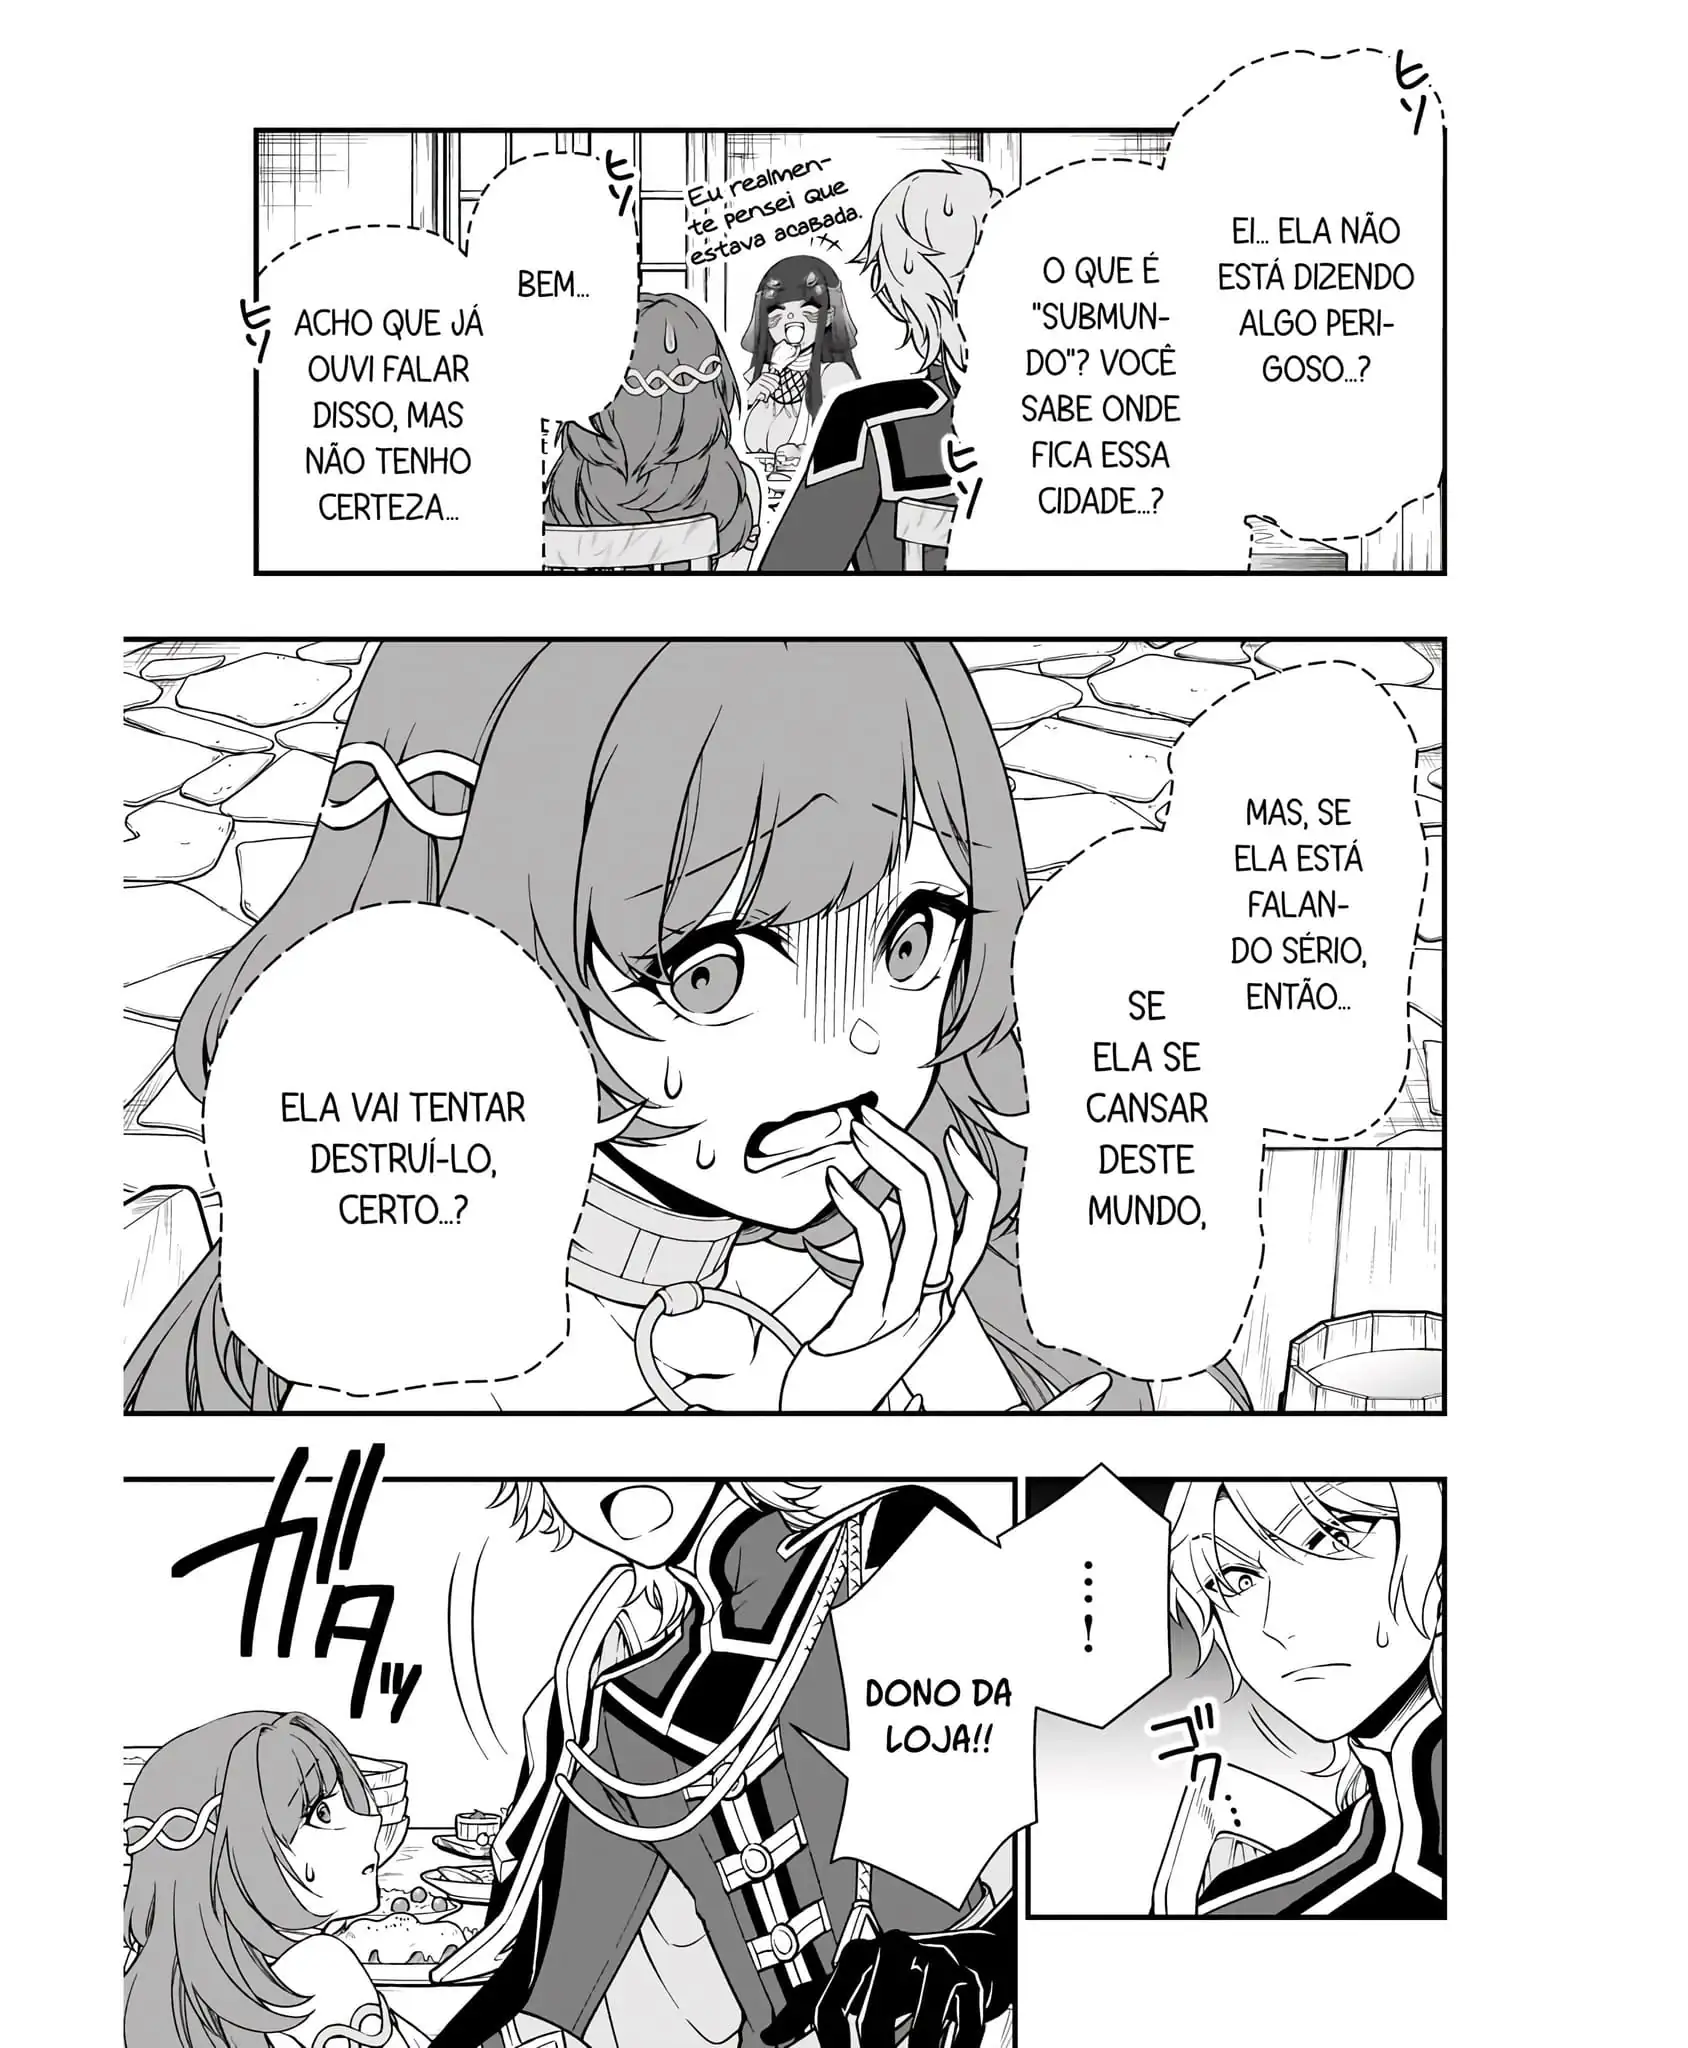 ヒソ
EI... ELA NÃO
ESTÁ DIZENDO
ALGO PERI-
GOSO...?
O QUE É
"SUBMUN-
DO"? VOCÊ
SABE ONDE
FICA ESSA
CIDADE...?
ヒソ
Eu realmen-
te pensei que
estava acabada.
ヒソ
BEM...
ACHO QUE JÁ
OUVI FALAR
DISSO, MAS
NÃO TENHO
CERTEZA...
ヒソ
MAS, SE
ELA ESTÁ
FALAN-
DO SÉRIO,
ENTÃO...
SE
ELA SE
CANSAR
DESTE
MUNDO,
ELA VAI TENTAR
DESTRUÍ-LO,
CERTO...?
...!
ゴク...
DONO DA
LOJA!!
ガタッ